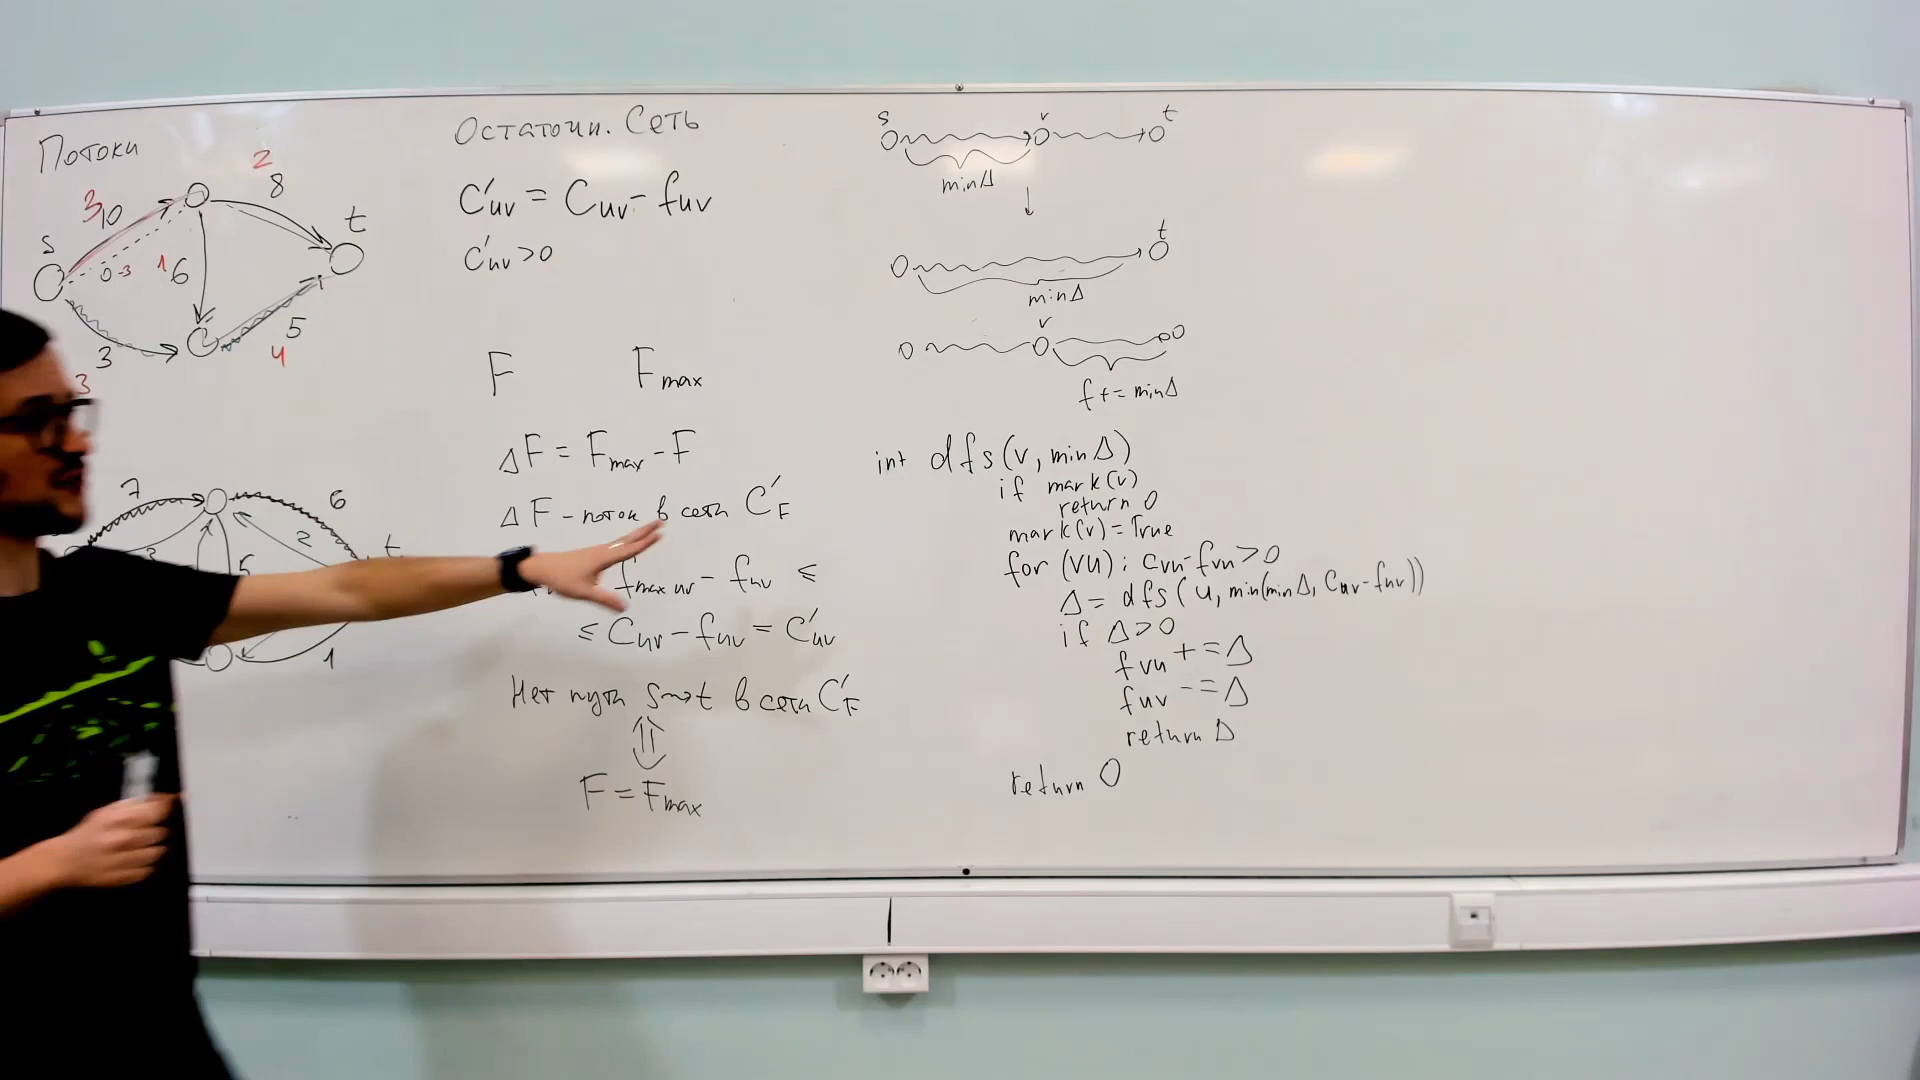 Потоки
2
8
3
10
t
s
0-3
1
6
5
4
3
3
7
6
2
t
5
1
Остаточн. Сеть
C'uv = Cuv - fuv
C'uv > 0
F Fmax
ΔF = Fmax - F
ΔF - поток в сети C'F
fmax uv - fuv ≤
≤ Cuv - fuv = C'uv
Нет пути s⇝t в сети C'F
⇕
F = Fmax
s v t
minΔ
↓
t
minΔ
v
f += minΔ
int dfs(v, minΔ)
if mark(v)
return 0
mark(v) = True
for (vu): cvu - fvu > 0
Δ = dfs(u, min(minΔ, Cuv - fuv))
if Δ > 0
fvu += Δ
fuv -= Δ
return Δ
return 0